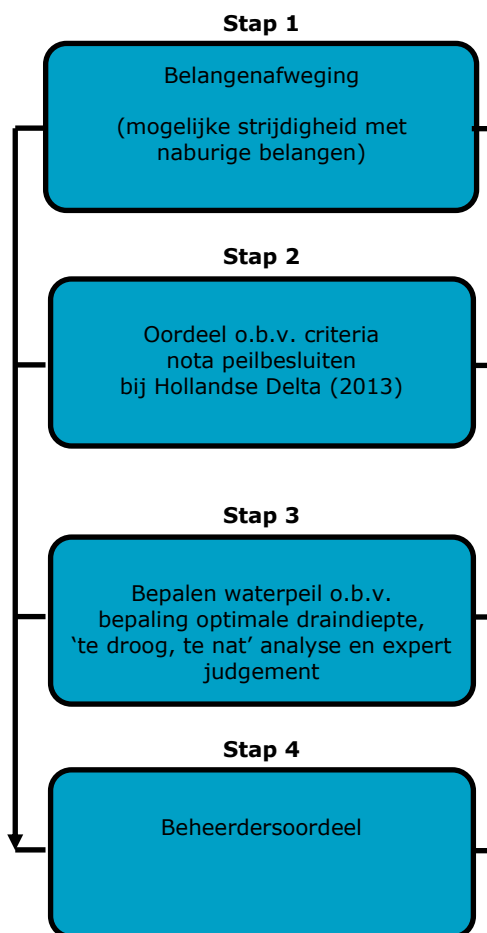 Stap 1
Belangenafweging
(mogelijke strijdigheid met
naburige belangen)
Stap 2
Oordeel o.b.v. criteria
nota peilbesluiten
bij Hollandse Delta (2013)
Stap 3
Bepalen waterpeil o.b.v.
bepaling optimale draindiepte,
‘te droog, te nat’ analyse en expert
judgement
Stap 4
Beheerdersoordeel